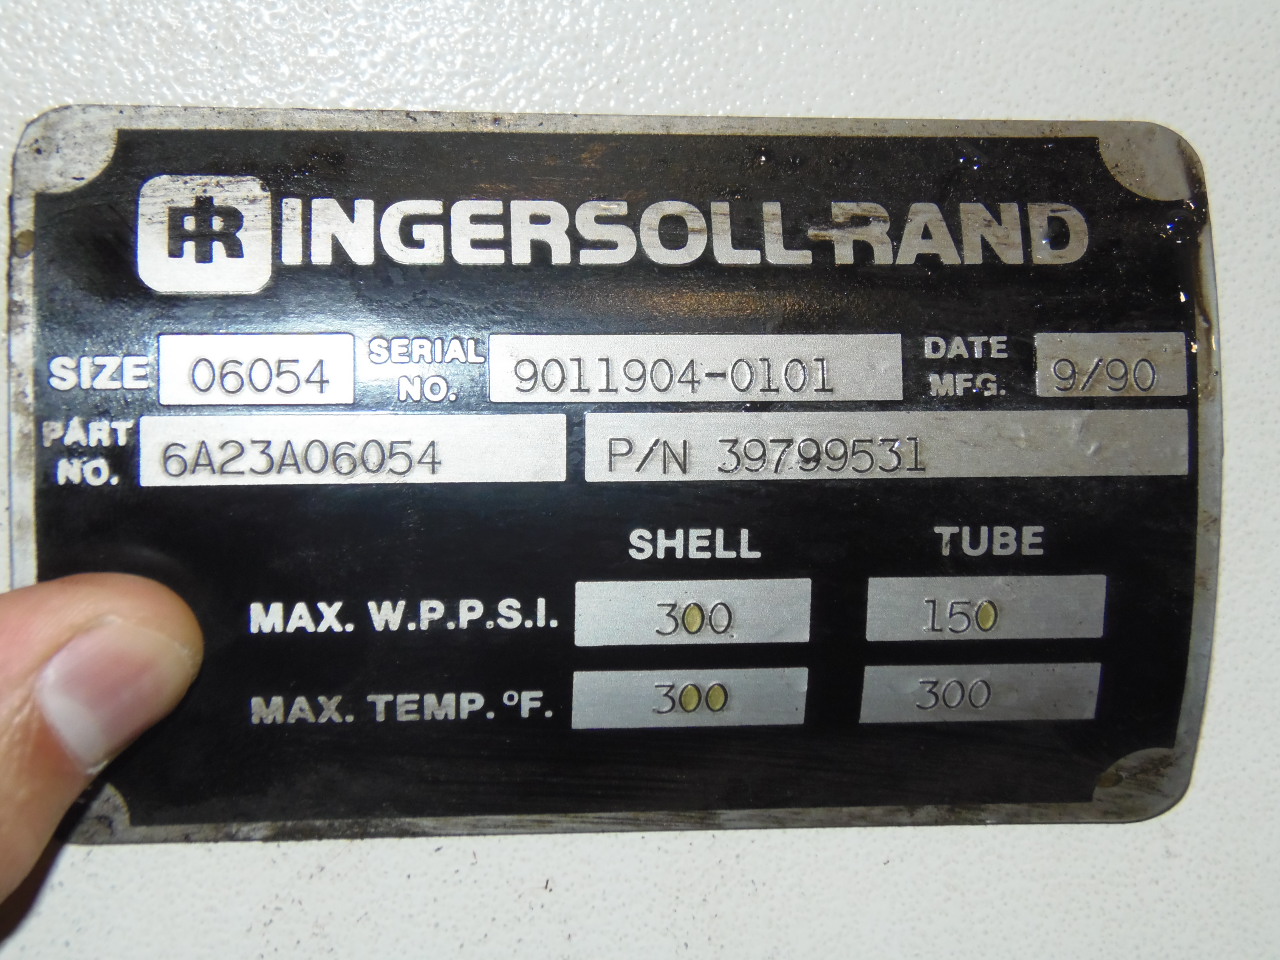 IR INGERSOLL-RAND
SIZE 06054 SERIAL NO. 9011904-0101 DATE MFG. 9/90
PART NO. 6A23A06054 P/N 39799531
SHELL TUBE
MAX. W.P.P.S.I. 300 150
MAX. TEMP. °F. 300 300